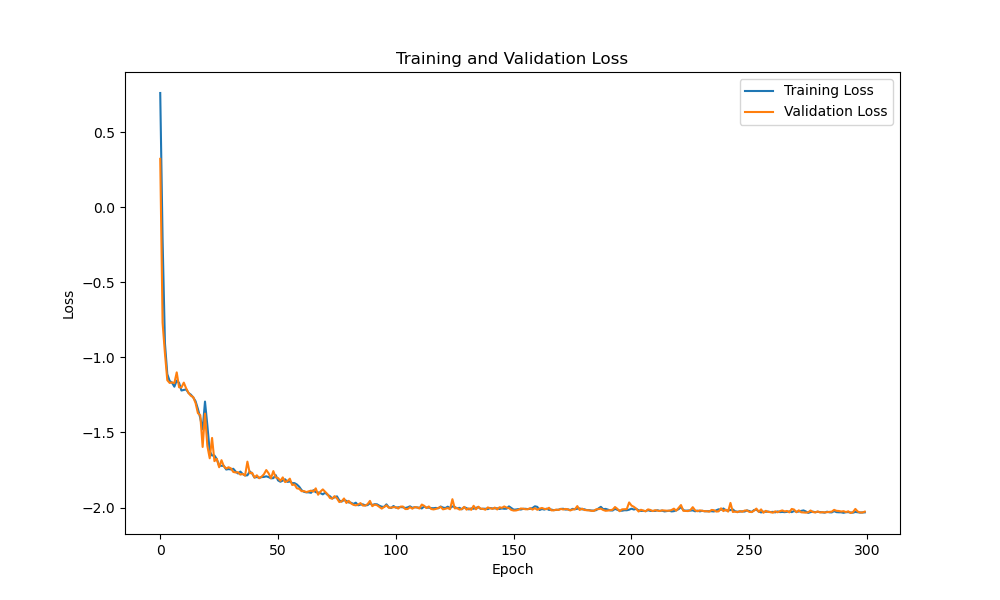 Training and Validation Loss
Training Loss
Validation Loss
Loss
0.5
0.0
−0.5
−1.0
−1.5
−2.0
0 50 100 150 200 250 300
Epoch